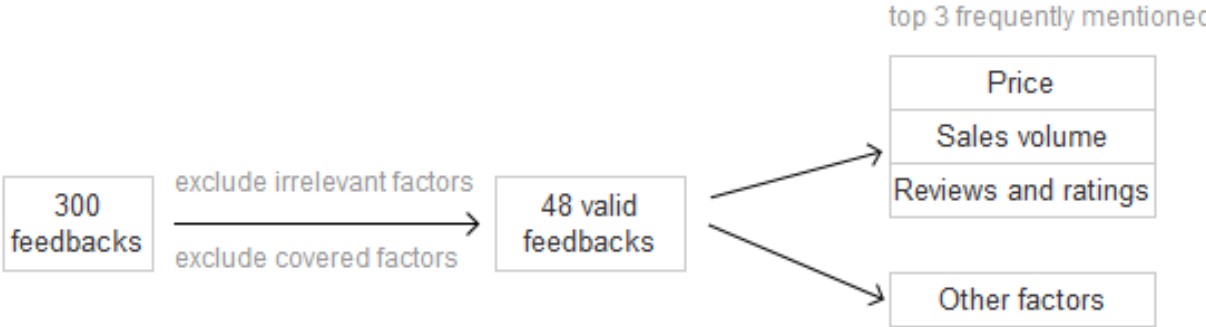 top 3 frequently mentioned
Price
Sales volume
Reviews and ratings
exclude irrelevant factors
300
feedbacks
48 valid
feedbacks
exclude covered factors
Other factors